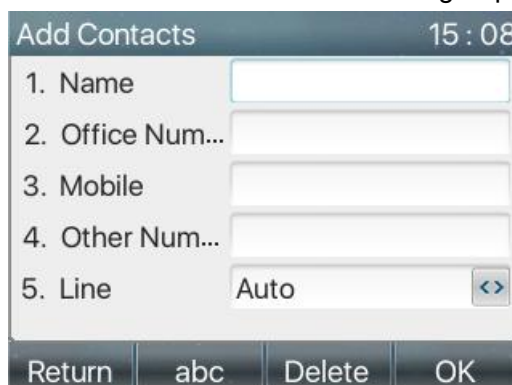 Add Contacts 15:08
1. Name
2. Office Num...
3. Mobile
4. Other Num...
5. Line Auto <>
Return abc Delete OK